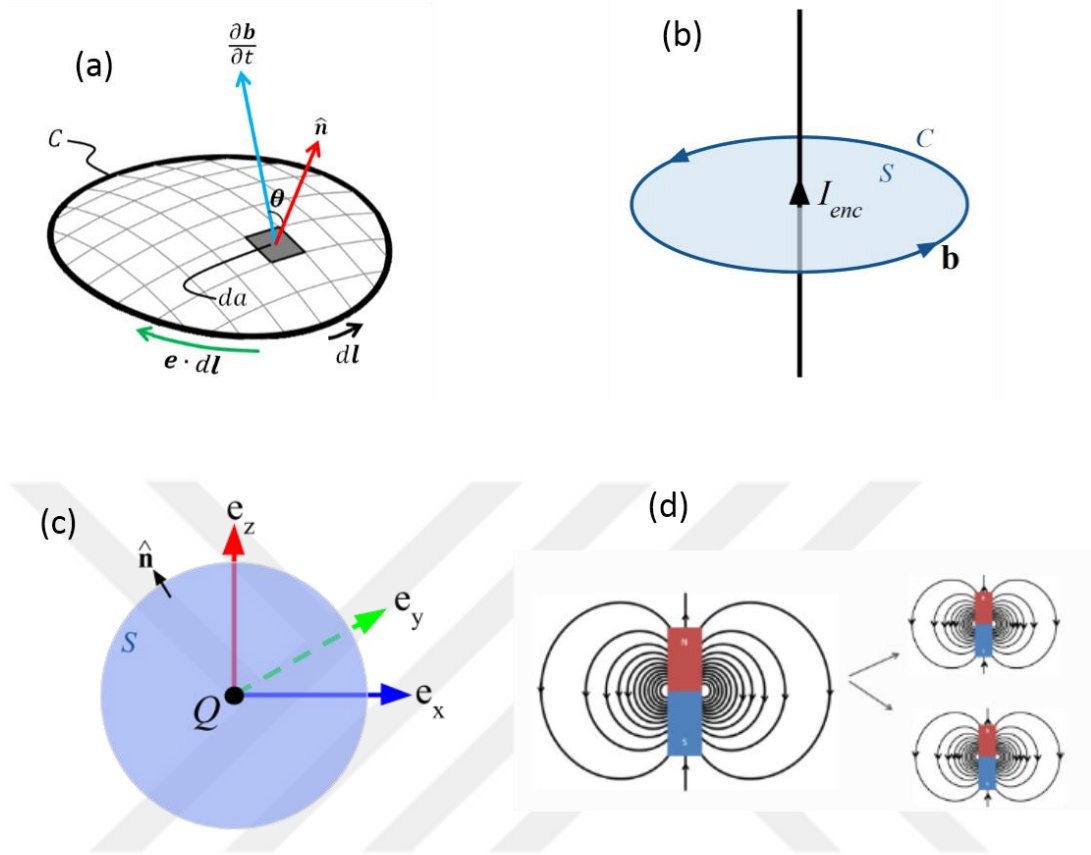 (a)
∂𝒃/∂t
n̂
C
θ
da
𝒆 · d𝒍
d𝒍
(b)
C
S
I_enc
b
(c)
e_z
n̂
e_y
S
Q
e_x
(d)
N
S